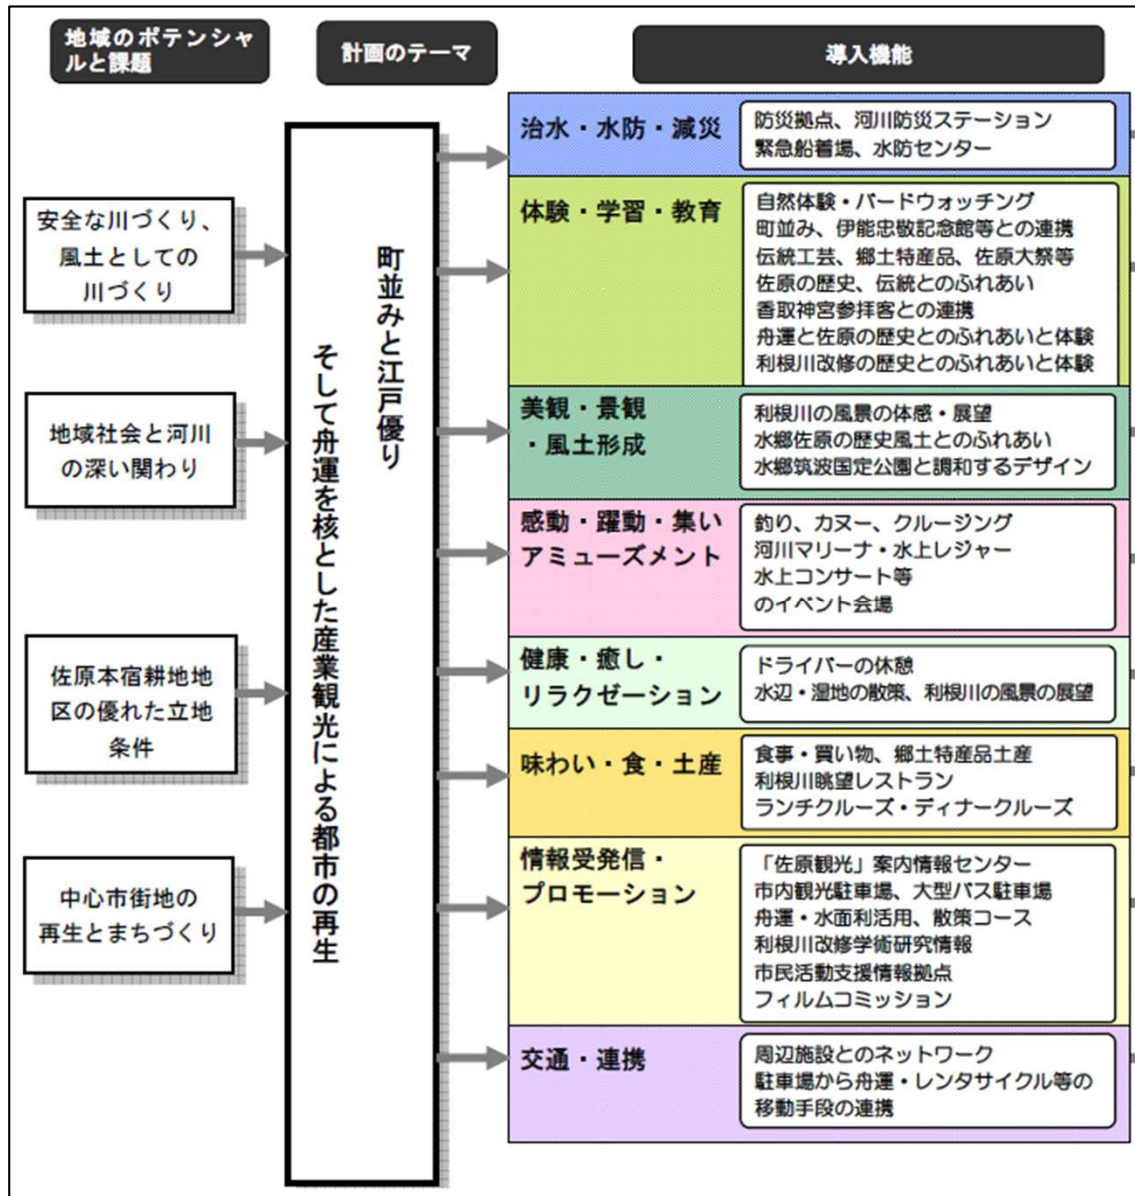 地域のポテンシャ
ルと課題
計画のテーマ
導入機能
安全な川づくり、
風土としての
川づくり
地域社会と河川
の深い関わり
佐原本宿耕地地
区の優れた立地
条件
中心市街地の
再生とまちづくり
町並みと江戸優り
そして舟運を核とした産業観光による都市の再生
治水・水防・減災
防災拠点、河川防災ステーション
緊急船着場、水防センター
体験・学習・教育
自然体験・バードウォッチング
町並み、伊能忠敬記念館等との連携
伝統工芸、郷土特産品、佐原大祭等
佐原の歴史、伝統とのふれあい
香取神宮参拝客との連携
舟運と佐原の歴史とのふれあいと体験
利根川改修の歴史とのふれあいと体験
美観・景観
・風土形成
利根川の風景の体感・展望
水郷佐原の歴史風土とのふれあい
水郷筑波国定公園と調和するデザイン
感動・躍動・集い
アミューズメント
釣り、カヌー、クルージング
河川マリーナ・水上レジャー
水上コンサート等
のイベント会場
健康・癒し・
リラクゼーション
ドライバーの休憩
水辺・湿地の散策、利根川の風景の展望
味わい・食・土産
食事・買い物、郷土特産品土産
利根川眺望レストラン
ランチクルーズ・ディナークルーズ
情報受発信・
プロモーション
「佐原観光」案内情報センター
市内観光駐車場、大型バス駐車場
舟運・水面利活用、散策コース
利根川改修学術研究情報
市民活動支援情報拠点
フィルムコミッション
交通・連携
周辺施設とのネットワーク
駐車場から舟運・レンタサイクル等の
移動手段の連携